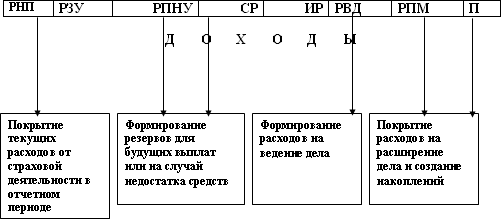 РНП РЗУ РПНУ СР ИР РВД РПМ П
Д О Х О Д Ы
Покрытие
текущих
расходов от
страховой
деятельности в
отчетном
периоде
Формирование
резервов для
будущих выплат
или на случай
недостатка средств
Формирование
расходов на
ведение дела
Покрытие
расходов на
расширение
дела и создание
накоплений